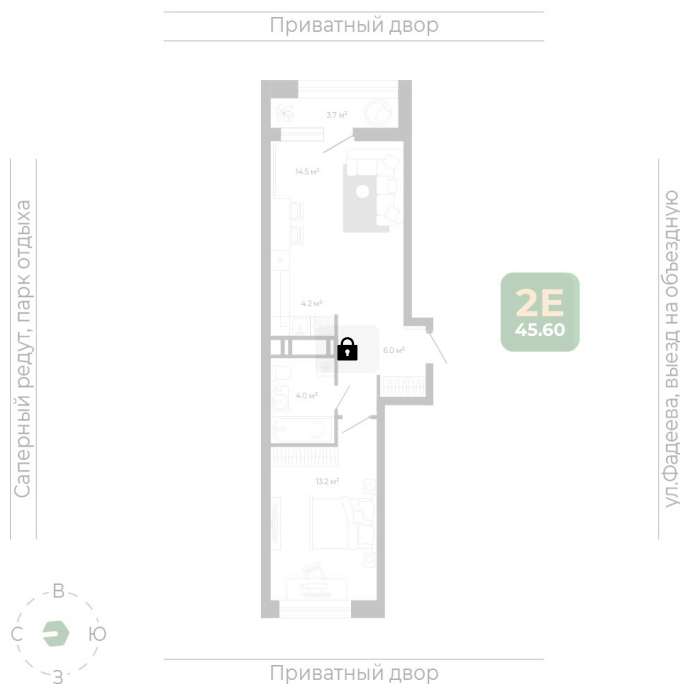 Приватный двор
3.7 м²
14.5 м²
Саперный редут, парк отдыха
ул.Фадеева, выезд на объездную
2Е
45.60
4.2 м²
6.0 м²
4.0 м²
13.2 м²
В
С
Ю
З
Приватный двор